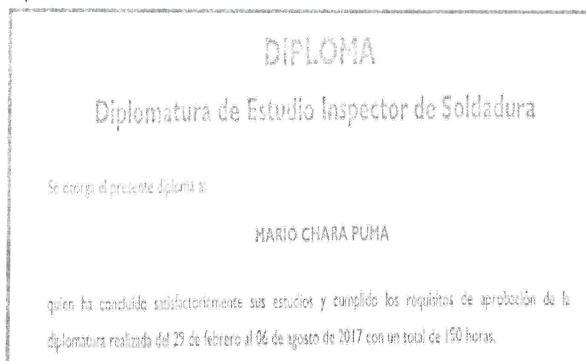 DIPLOMA
Diplomatura de Estudio Inspector de Soldadura
Se otorga el presente diploma a:
MARIO CHARA PUMA
quien ha concluido satisfactoriamente sus estudios y cumplido los requisitos de aprobación de la
diplomatura realizada del 29 de febrero al 06 de agosto de 2017 con un total de 190 horas.